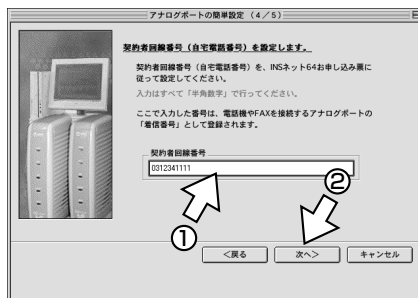 アナログポートの簡単設定（4／5）
契約者回線番号（自宅電話番号）を設定します。
契約者回線番号（自宅電話番号）を、INSネット64お申し込み票に
従って設定してください。
入力はすべて「半角数字」で行ってください。
ここで入力した番号は、電話機やFAXを接続するアナログポートの
「着信番号」として登録されます。
契約者回線番号
0312341111
①
②
＜戻る
次へ＞
キャンセル